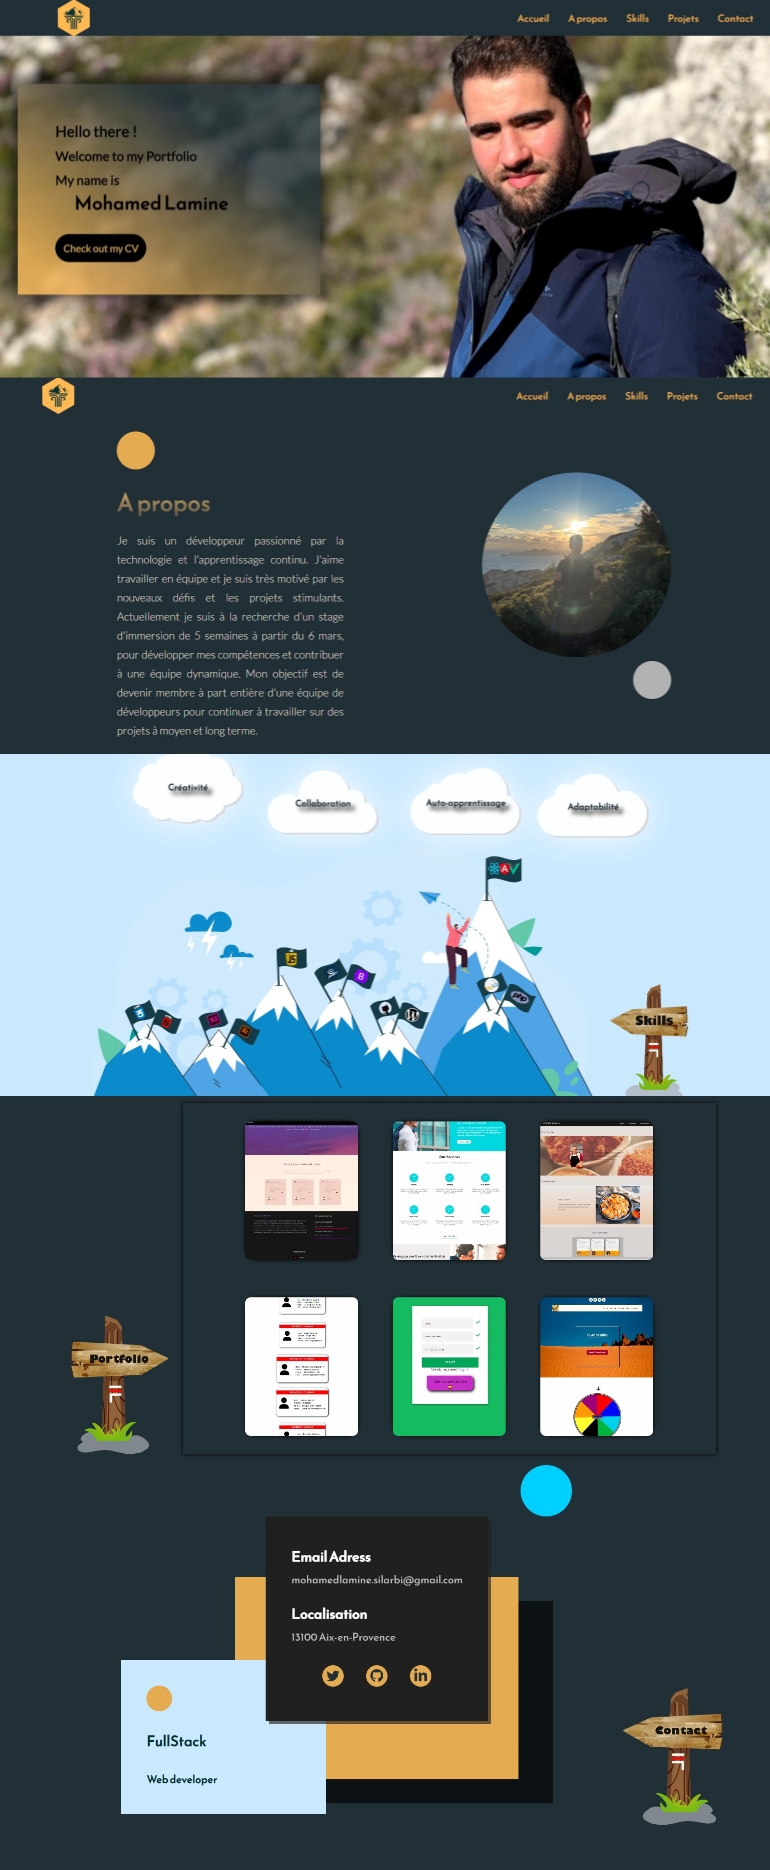 Accueil A propos Skills Projets Contact
Hello there !
Welcome to my Portfolio
My name is
Mohamed Lamine
Check out my CV
Accueil A propos Skills Projets Contact
A propos
Je suis un développeur passionné par la
technologie et l'apprentissage continu. J'aime
travailler en équipe et je suis très motivé par les
nouveaux défis et les projets stimulants.
Actuellement je suis à la recherche d'un stage
d'immersion de 5 semaines à partir du 6 mars,
pour développer mes compétences et contribuer
à une équipe dynamique. Mon objectif est de
devenir membre à part entière d'une équipe de
développeurs pour continuer à travailler sur des
projets à moyen et long terme.
Créativité
Collaboration
Auto-apprentissage
Adaptabilité
JS
B
php
Skills
Portfolio
Email Adress
mohamedlamine.silarbi@gmail.com
Localisation
13100 Aix-en-Provence
FullStack
Web developer
Contact